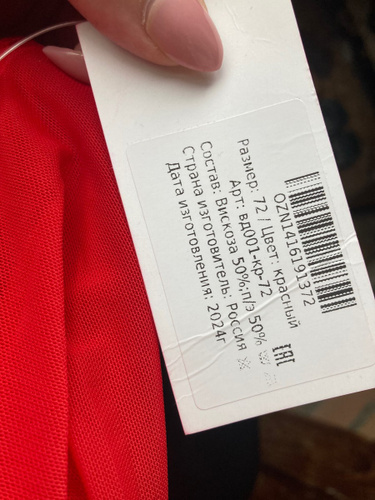 OZN1416191372
Размер: 72 / Цвет: красный
Арт: вд001-кр-72
Состав: Вискоза 50%;п/э 50%
Страна изготовитель: Россия
Дата изготовления: 2024г
EAC